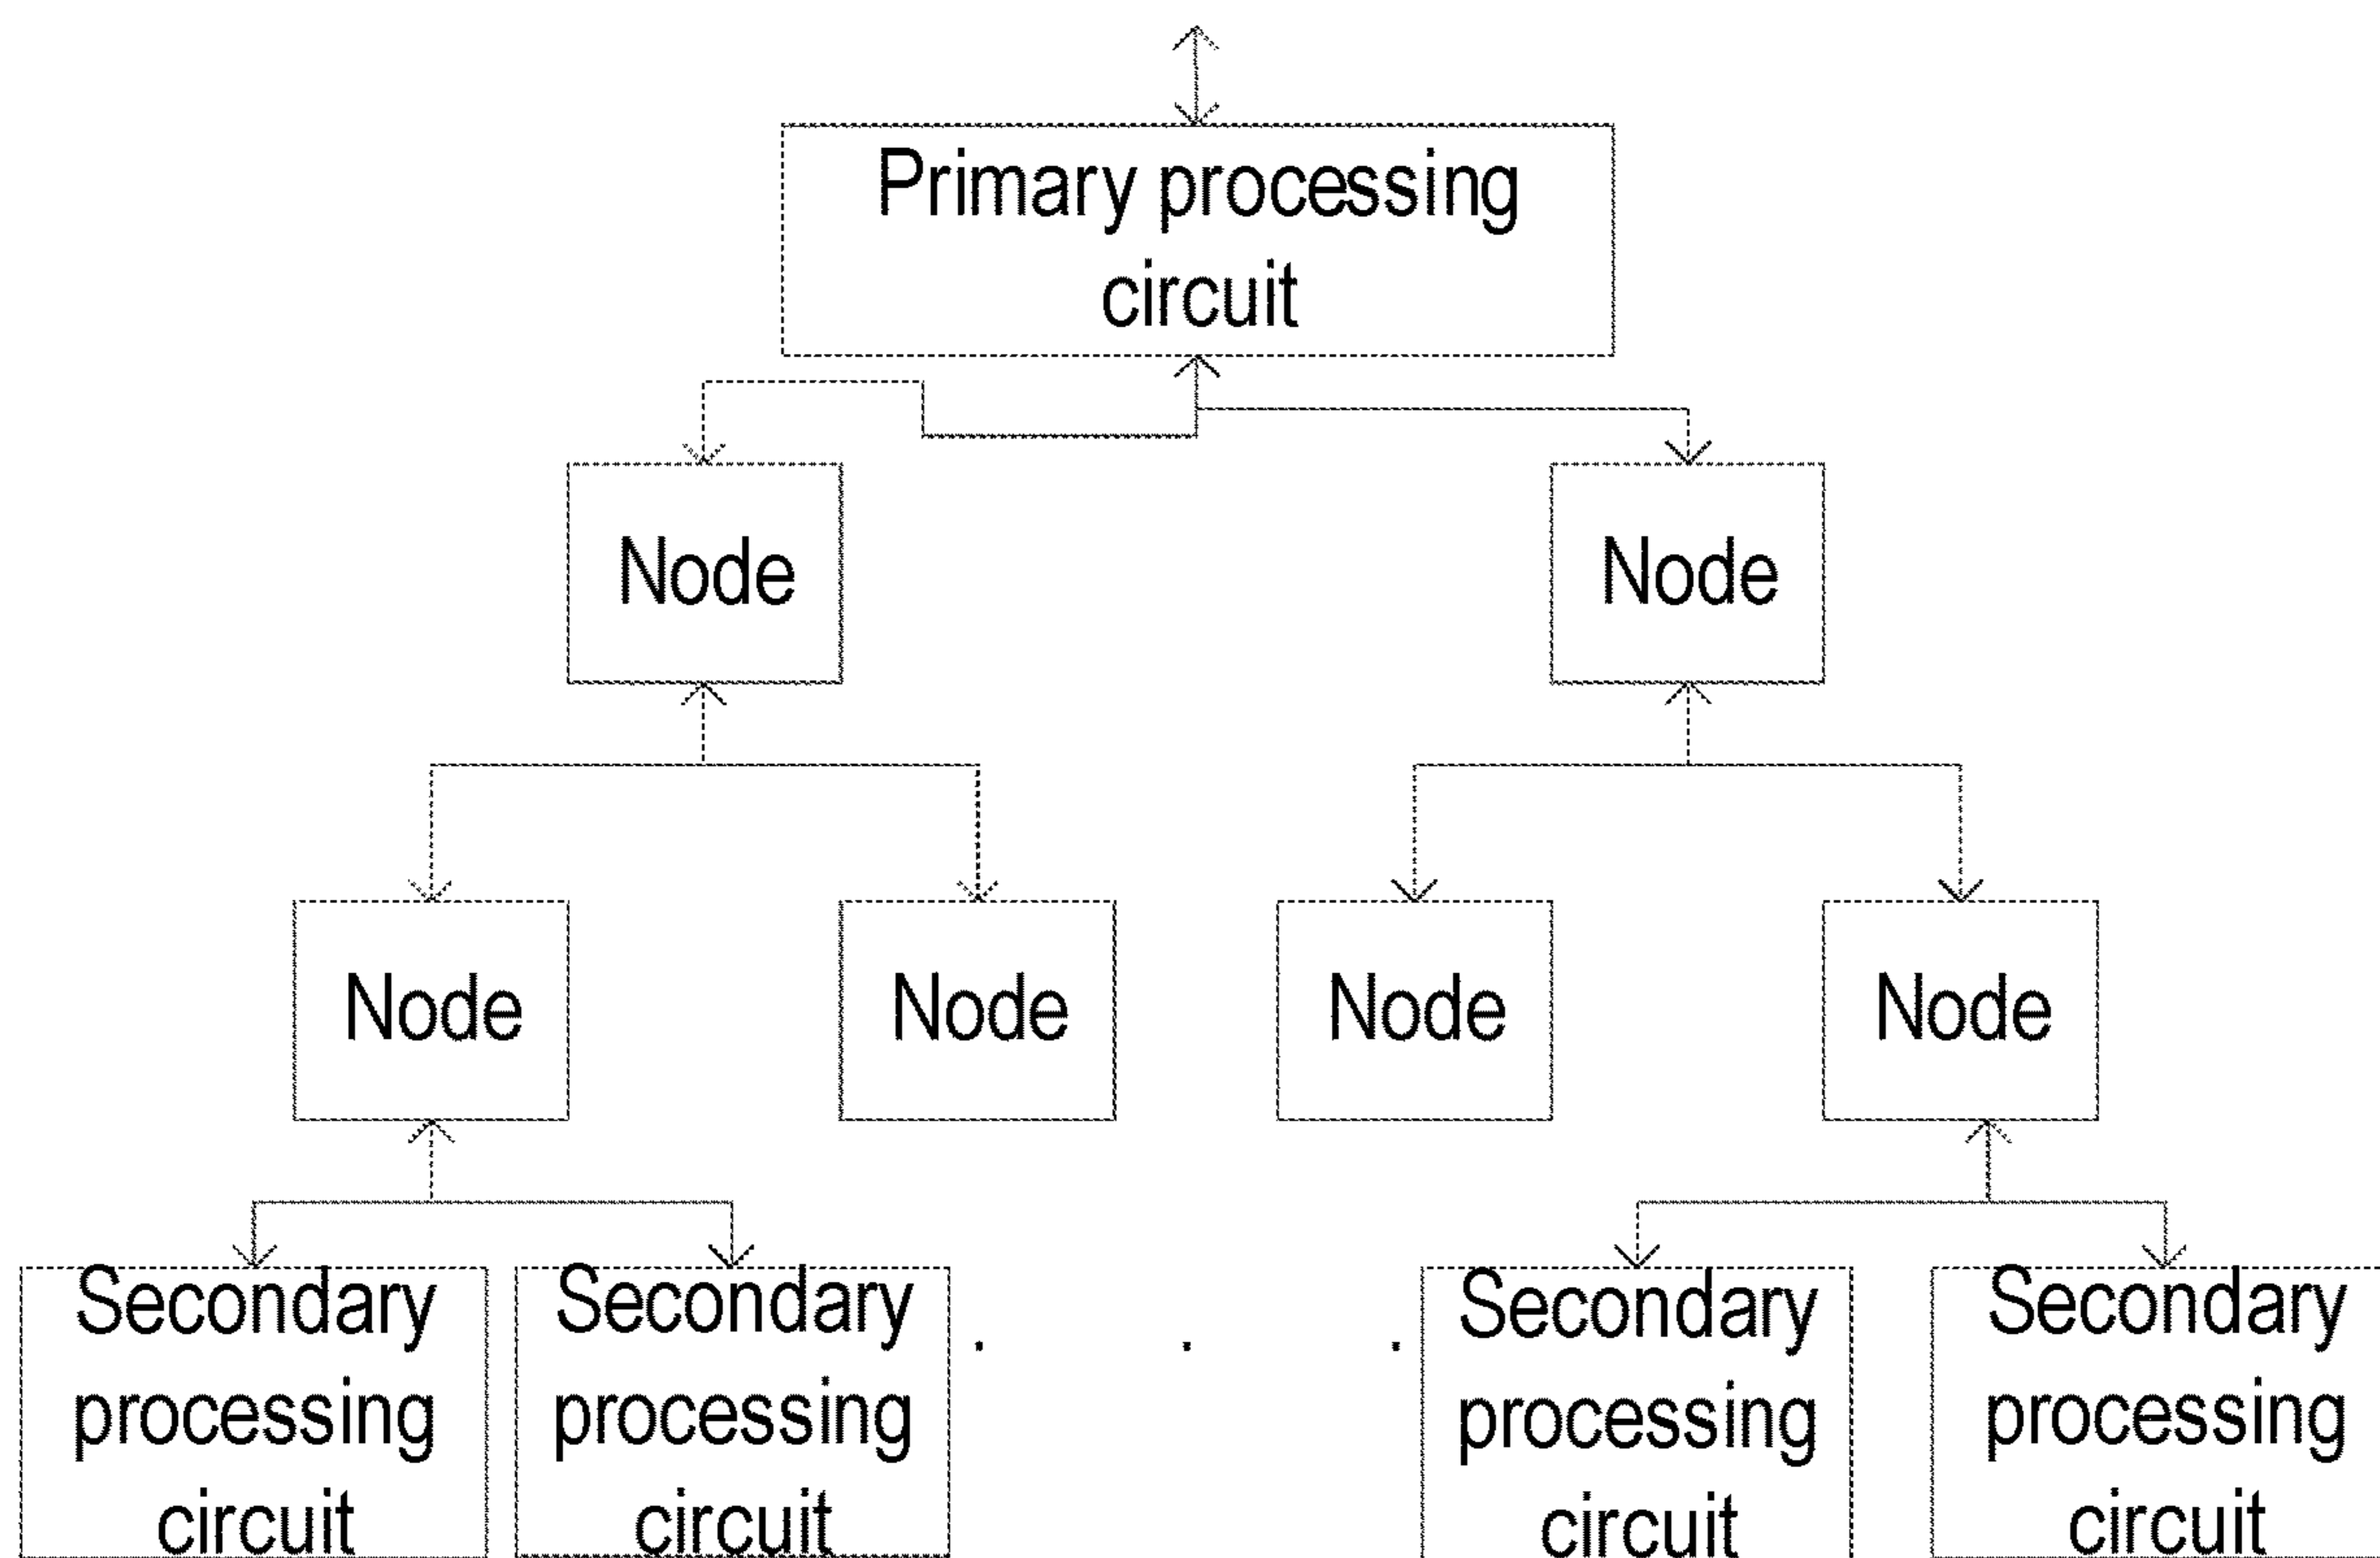 Primary processing
circuit
Node
Node
Node
Node
Node
Node
Secondary
processing
circuit
Secondary
processing
circuit
. . .
Secondary
processing
circuit
Secondary
processing
circuit